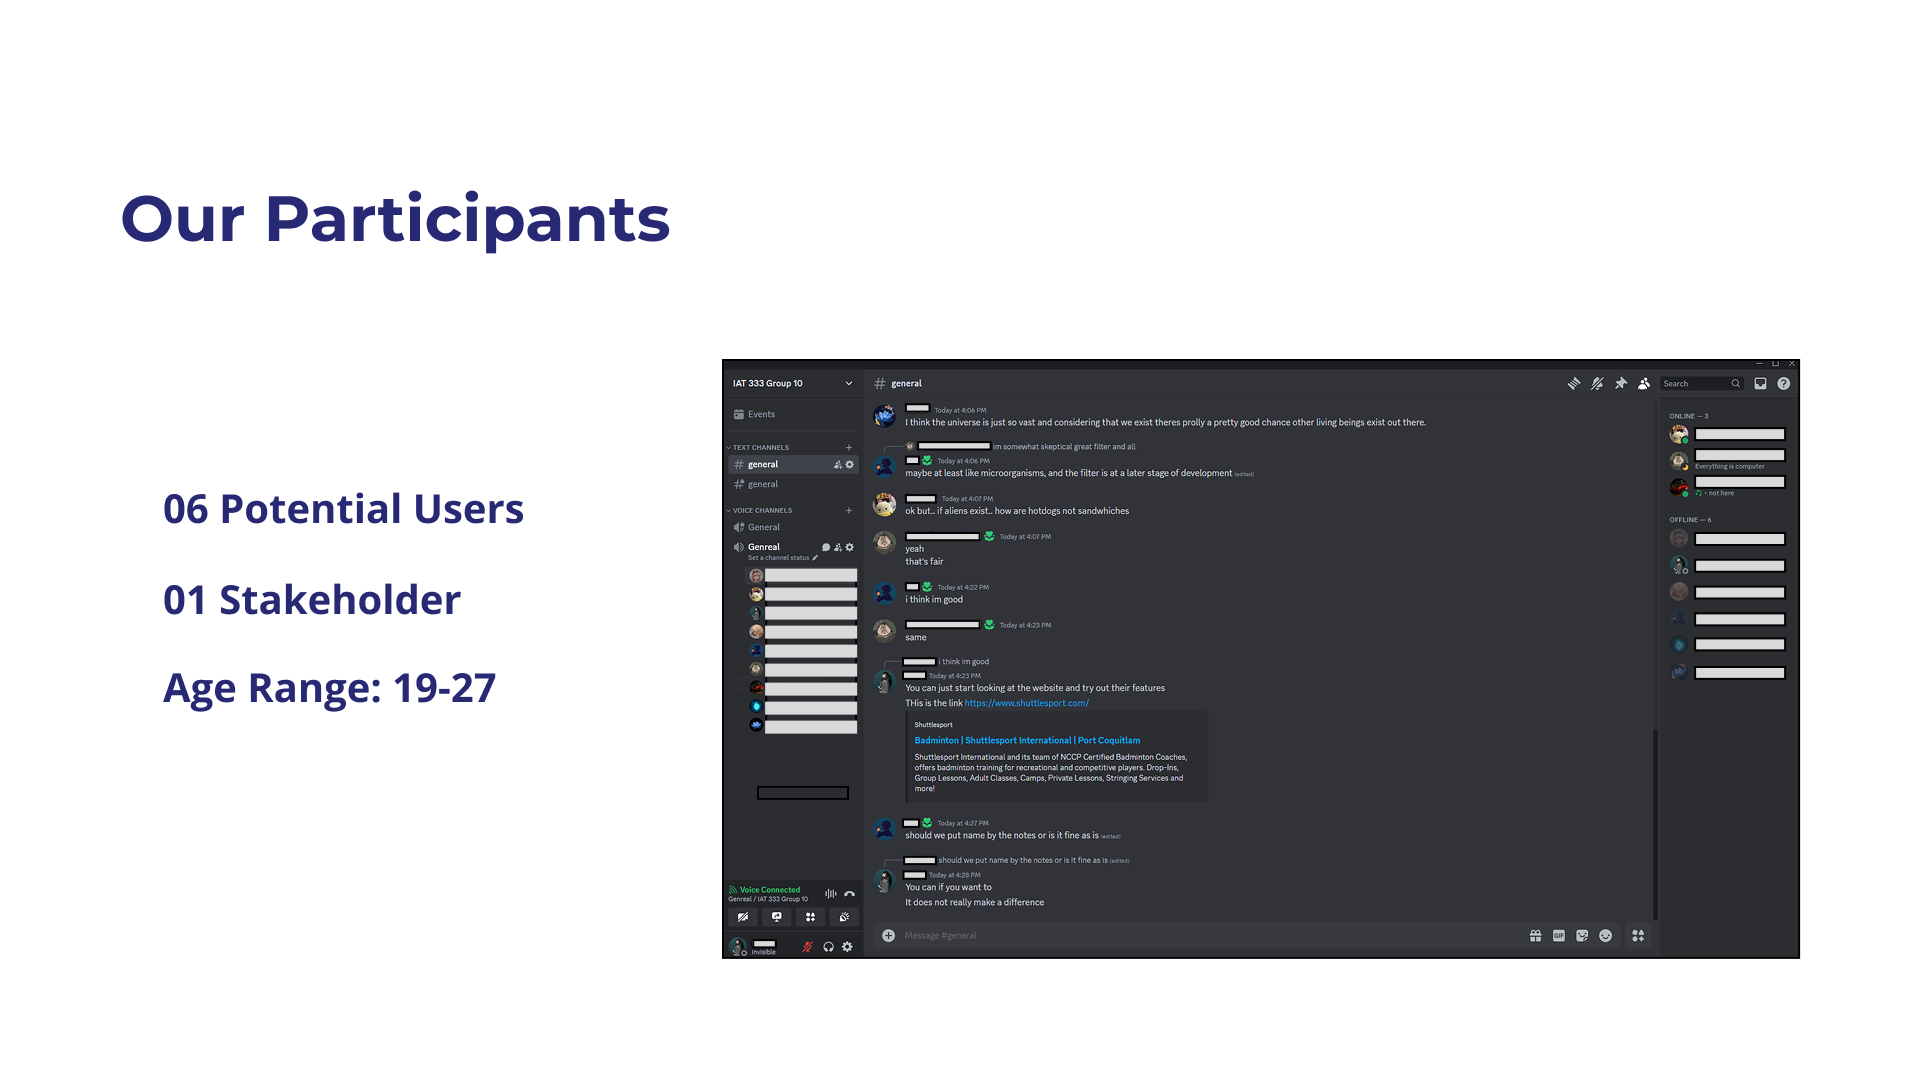 Our Participants
06 Potential Users
01 Stakeholder
Age Range: 19-27
IAT 333 Group 10
Events
TEXT CHANNELS
general
general
VOICE CHANNELS
General
Genreal
Set a channel status
Voice Connected
Genreal / IAT 333 Group 10
Invisible
# general
Search
Today at 4:06 PM
I think the universe is just so vast and considering that we exist theres prolly a pretty good chance other living beings exist out there.
im somewhat skeptical great filter and all
Today at 4:06 PM
maybe at least like microorganisms, and the filter is at a later stage of development (edited)
Today at 4:07 PM
ok but.. if aliens exist.. how are hotdogs not sandwhiches
Today at 4:07 PM
yeah
that's fair
Today at 4:22 PM
i think im good
Today at 4:23 PM
same
i think im good
Today at 4:23 PM
You can just start looking at the website and try out their features
THis is the link https://www.shuttlesport.com/
Shuttlesport
Badminton | Shuttlesport International | Port Coquitlam
Shuttlesport International and its team of NCCP Certified Badminton Coaches,
offers badminton training for recreational and competitive players. Drop-Ins,
Group Lessons, Adult Classes, Camps, Private Lessons, Stringing Services and
more!
Today at 4:27 PM
should we put name by the notes or is it fine as is (edited)
should we put name by the notes or is it fine as is (edited)
Today at 4:28 PM
You can if you want to
It does not really make a difference
Message #general
GIF
ONLINE — 3
Everything is computer
• not here
OFFLINE — 6